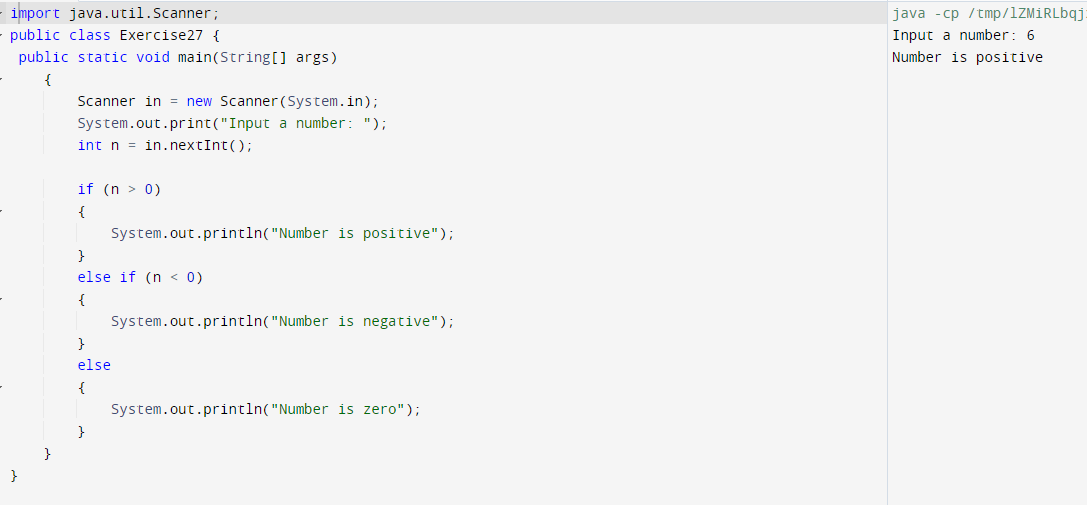 import java.util.Scanner;
public class Exercise27 {
public static void main(String[] args)
{
Scanner in = new Scanner(System.in);
System.out.print("Input a number: ");
int n = in.nextInt();
if (n > 0)
{
System.out.println("Number is positive");
}
else if (n < 0)
{
System.out.println("Number is negative");
}
else
{
System.out.println("Number is zero");
}
}
}
java -cp /tmp/lZMiRLbqj
Input a number: 6
Number is positive